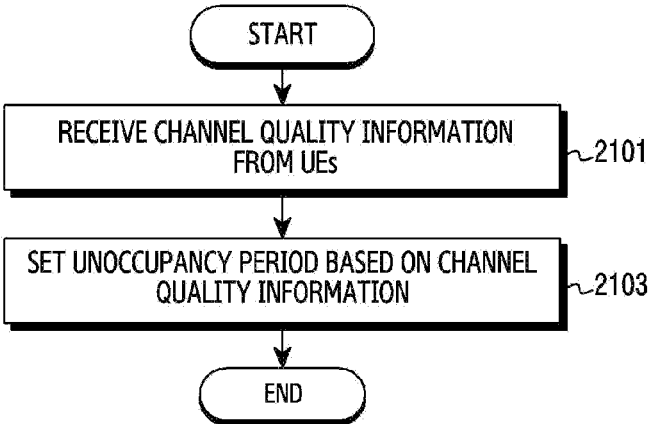 START
RECEIVE CHANNEL QUALITY INFORMATION
FROM UEs
2101
SET UNOCCUPANCY PERIOD BASED ON CHANNEL
QUALITY INFORMATION
2103
END